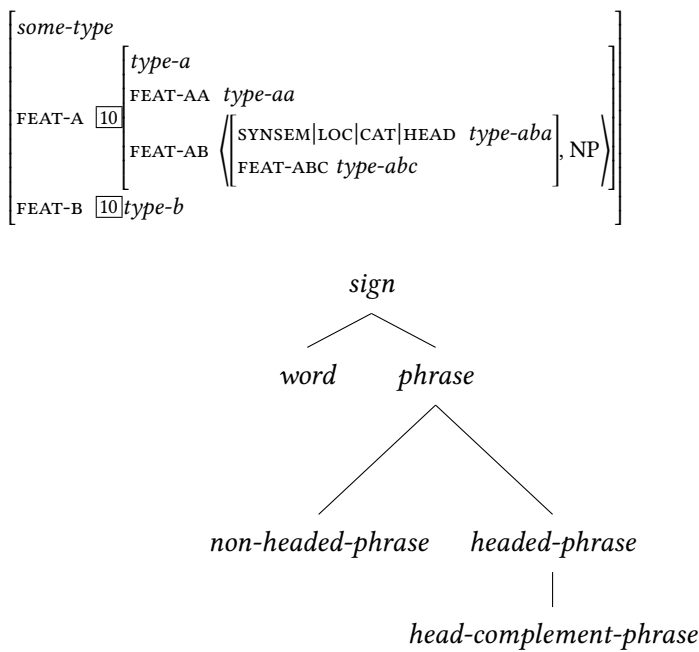 some-type
type-a
FEAT-AA type-aa
FEAT-A 10
SYNSEM|LOC|CAT|HEAD type-aba
FEAT-AB ⟨ , NP⟩
FEAT-ABC type-abc
FEAT-B 10 type-b
sign
word phrase
non-headed-phrase headed-phrase
head-complement-phrase